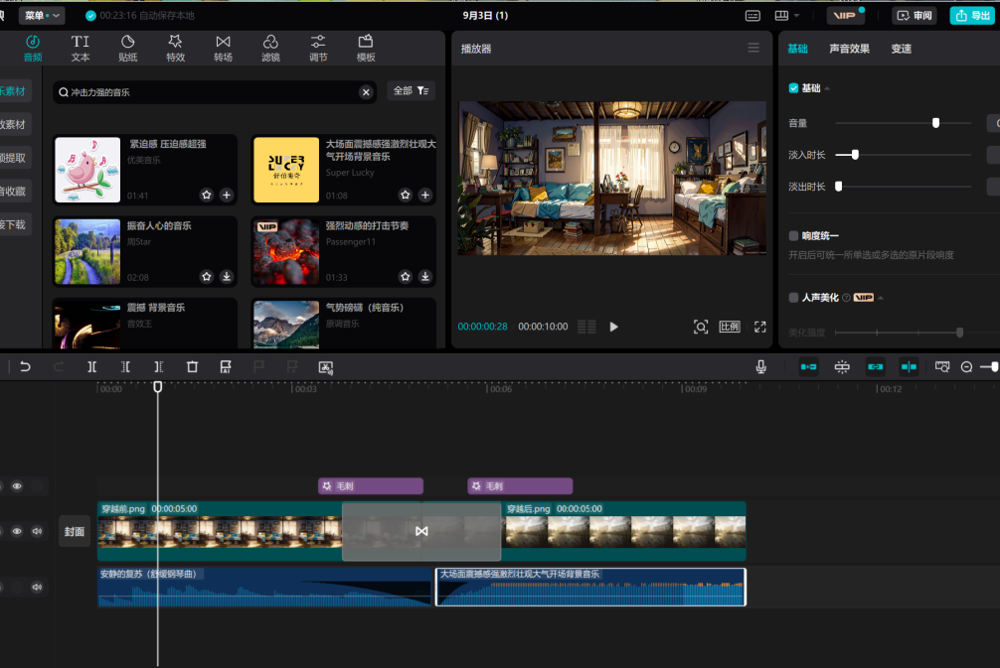 菜单
00:23:16 自动保存本地
9月3日 (1)
VIP
审阅
导出
音频
TI
文本
贴纸
特效
转场
滤镜
调节
模板
乐素材
效素材
频提取
音收藏
接下载
冲击力强的音乐
全部
紧迫感 压迫感超强
优美音乐
01:41
大场面震撼感强激烈壮观大气开场背景音乐
Super Lucky
01:08
振奋人心的音乐
周Star
02:08
VIP
强烈动感的打击节奏
Passenger11
01:33
震撼 背景音乐
音效王
气势磅礴（纯音乐）
原调音乐
播放器
00:00:00:28
00:00:10:00
比例
基础
声音效果
变速
基础
音量
淡入时长
淡出时长
响度统一
开启后可统一所单选或多选的原片段响度
人声美化
VIP
美化强度
00:00
00:03
00:06
00:09
00:12
毛刺
毛刺
封面
穿越前.png 00:00:05:00
穿越后.png 00:00:05:00
安静的复苏（舒缓钢琴曲）
大场面震撼感强激烈壮观大气开场背景音乐